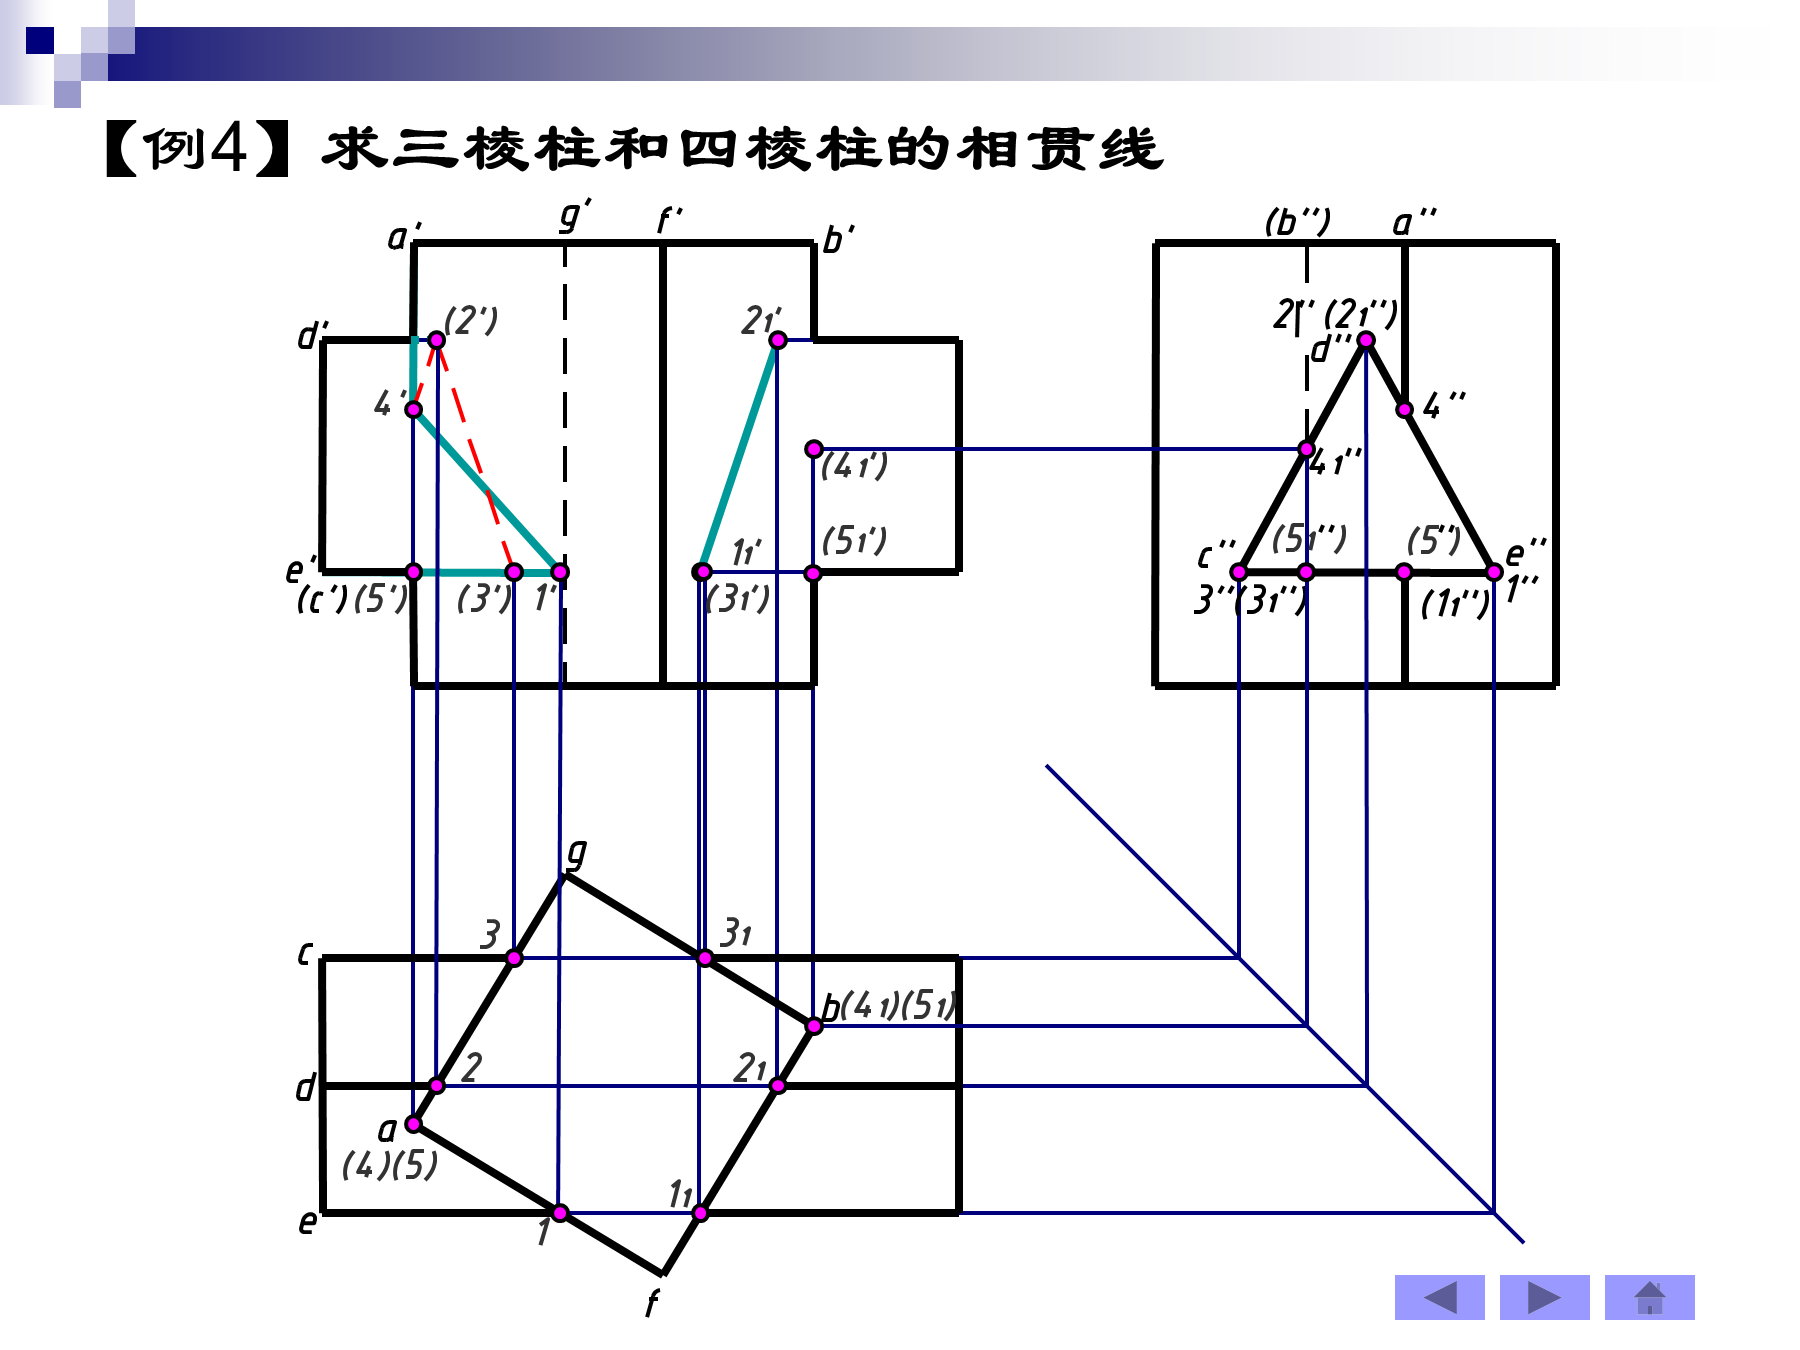 【例4】求三棱柱和四棱柱的相贯线
g' f' (b'') a''
a' b'
d' (2') 21' 2'' (21'')
d''
4' 4''
(41') 41''
11' (51') (51'') (5'')
e' c'' e''
(c') (5') (3') 1' (31') 3''(31'') (11'') 1''
g
c 3 31
b(41)(51)
d 2 21
a
(4)(5)
11
e 1
f